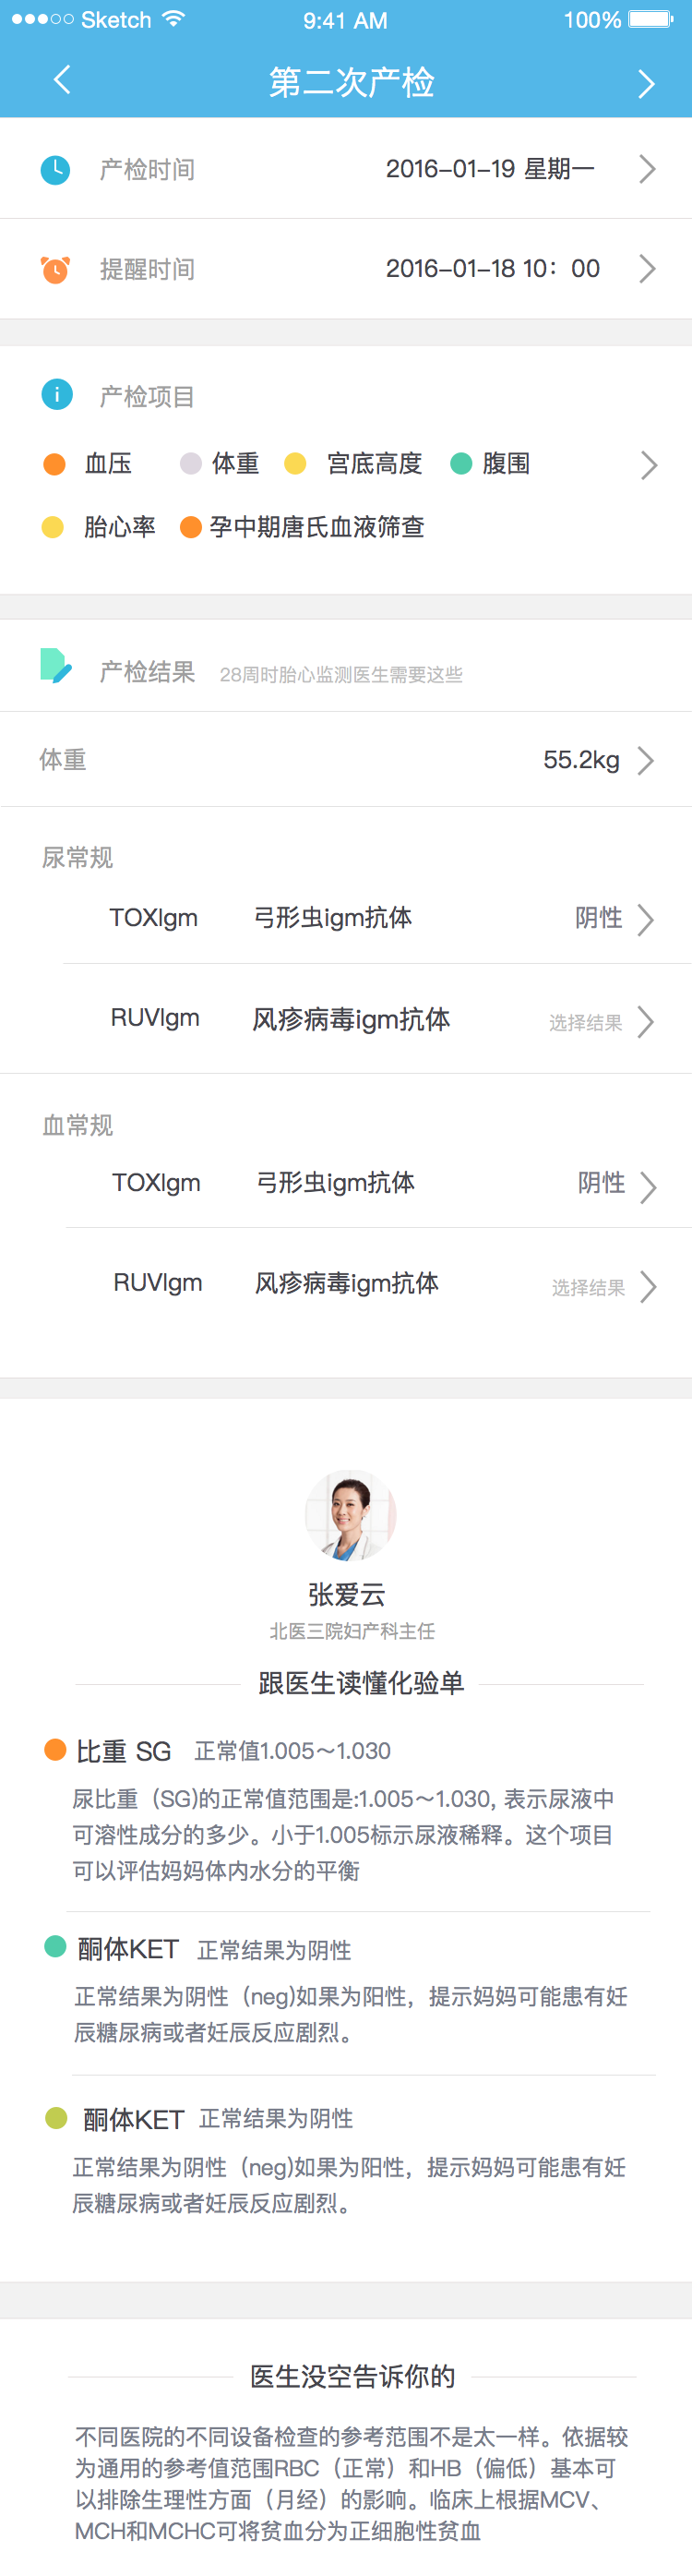 Sketch 9:41 AM 100%
第二次产检
产检时间 2016-01-19 星期一
提醒时间 2016-01-18 10：00
产检项目
血压 体重 宫底高度 腹围
胎心率 孕中期唐氏血液筛查
产检结果 28周时胎心监测医生需要这些
体重 55.2kg
尿常规
TOXIgm 弓形虫igm抗体 阴性
RUVIgm 风疹病毒igm抗体 选择结果
血常规
TOXIgm 弓形虫igm抗体 阴性
RUVIgm 风疹病毒igm抗体 选择结果
张爱云
北医三院妇产科主任
跟医生读懂化验单
比重 SG 正常值1.005～1.030
尿比重（SG)的正常值范围是:1.005～1.030, 表示尿液中
可溶性成分的多少。小于1.005标示尿液稀释。这个项目
可以评估妈妈体内水分的平衡
酮体KET 正常结果为阴性
正常结果为阴性（neg)如果为阳性，提示妈妈可能患有妊
辰糖尿病或者妊辰反应剧烈。
酮体KET 正常结果为阴性
正常结果为阴性（neg)如果为阳性，提示妈妈可能患有妊
辰糖尿病或者妊辰反应剧烈。
医生没空告诉你的
不同医院的不同设备检查的参考范围不是太一样。依据较
为通用的参考值范围RBC（正常）和HB（偏低）基本可
以排除生理性方面（月经）的影响。临床上根据MCV、
MCH和MCHC可将贫血分为正细胞性贫血